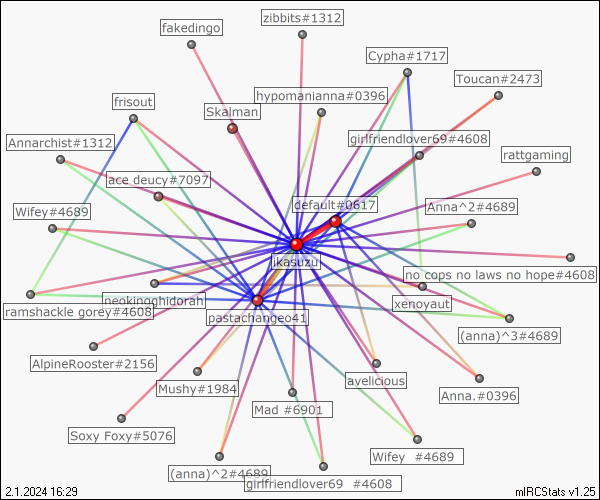 zibbits#1312
fakedingo
Cypha#1717
Toucan#2473
hypomanianna#0396
frisout
Skalman
girlfriendlover69#4608
Annarchist#1312
rattgaming
ace deucy#7097
default#0617
Wifey#4689
Anna^2#4689
ikasuzu
no cops no laws no hope#4608
neokingghidorah
xenoyaut
ramshackle gorey#4608
pastachangeo41
(anna)^3#4689
AlpineRooster#2156
avelicious
Mushy#1984
Anna.#0396
Mad #6901
Soxy Foxy#5076
Wifey #4689
(anna)^2#4689
girlfriendlover69 #4608
2.1.2024 16:29
mIRCStats v1.25